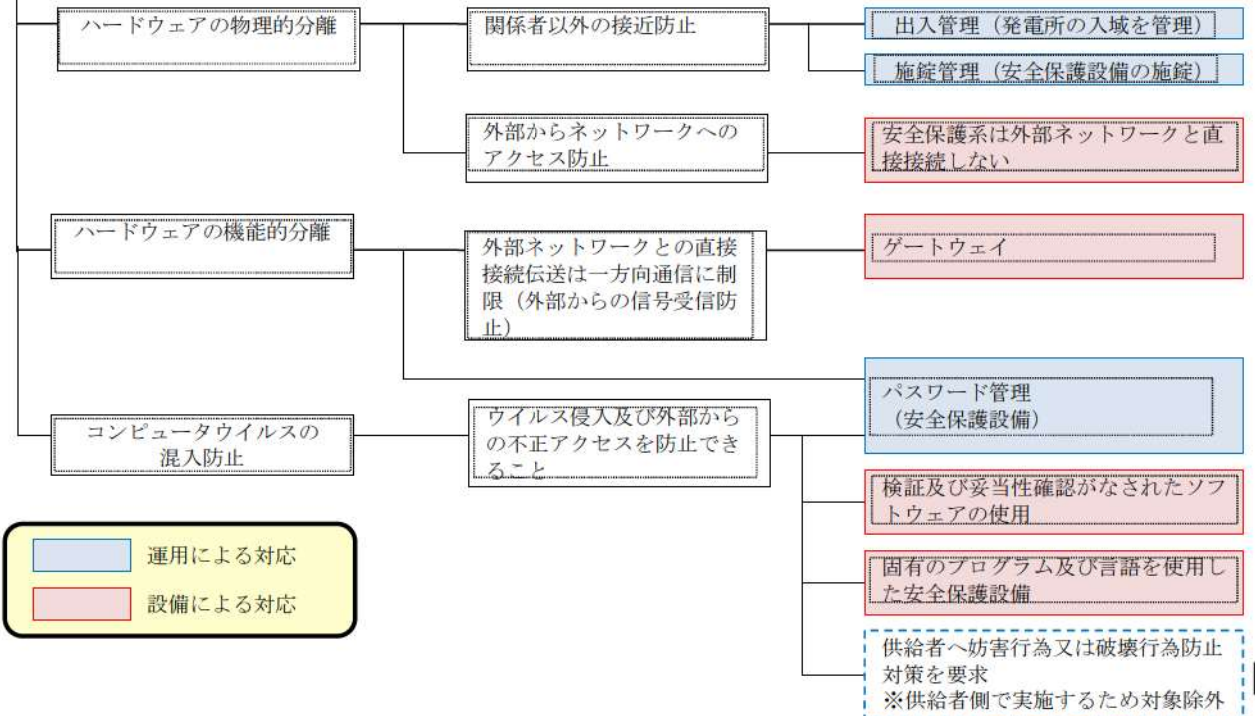 ハードウェアの物理的分離
関係者以外の接近防止
出入管理（発電所の入域を管理）
施錠管理（安全保護設備の施錠）
外部からネットワークへの
アクセス防止
安全保護系は外部ネットワークと直
接接続しない
ハードウェアの機能的分離
外部ネットワークとの直接
接続伝送は一方向通信に制
限（外部からの信号受信防
止）
ゲートウェイ
パスワード管理
（安全保護設備）
コンピュータウイルスの
混入防止
ウイルス侵入及び外部から
の不正アクセスを防止でき
ること
検証及び妥当性確認がなされたソフ
トウェアの使用
固有のプログラム及び言語を使用し
た安全保護設備
供給者へ妨害行為又は破壊行為防止
対策を要求
※供給者側で実施するため対象除外
運用による対応
設備による対応